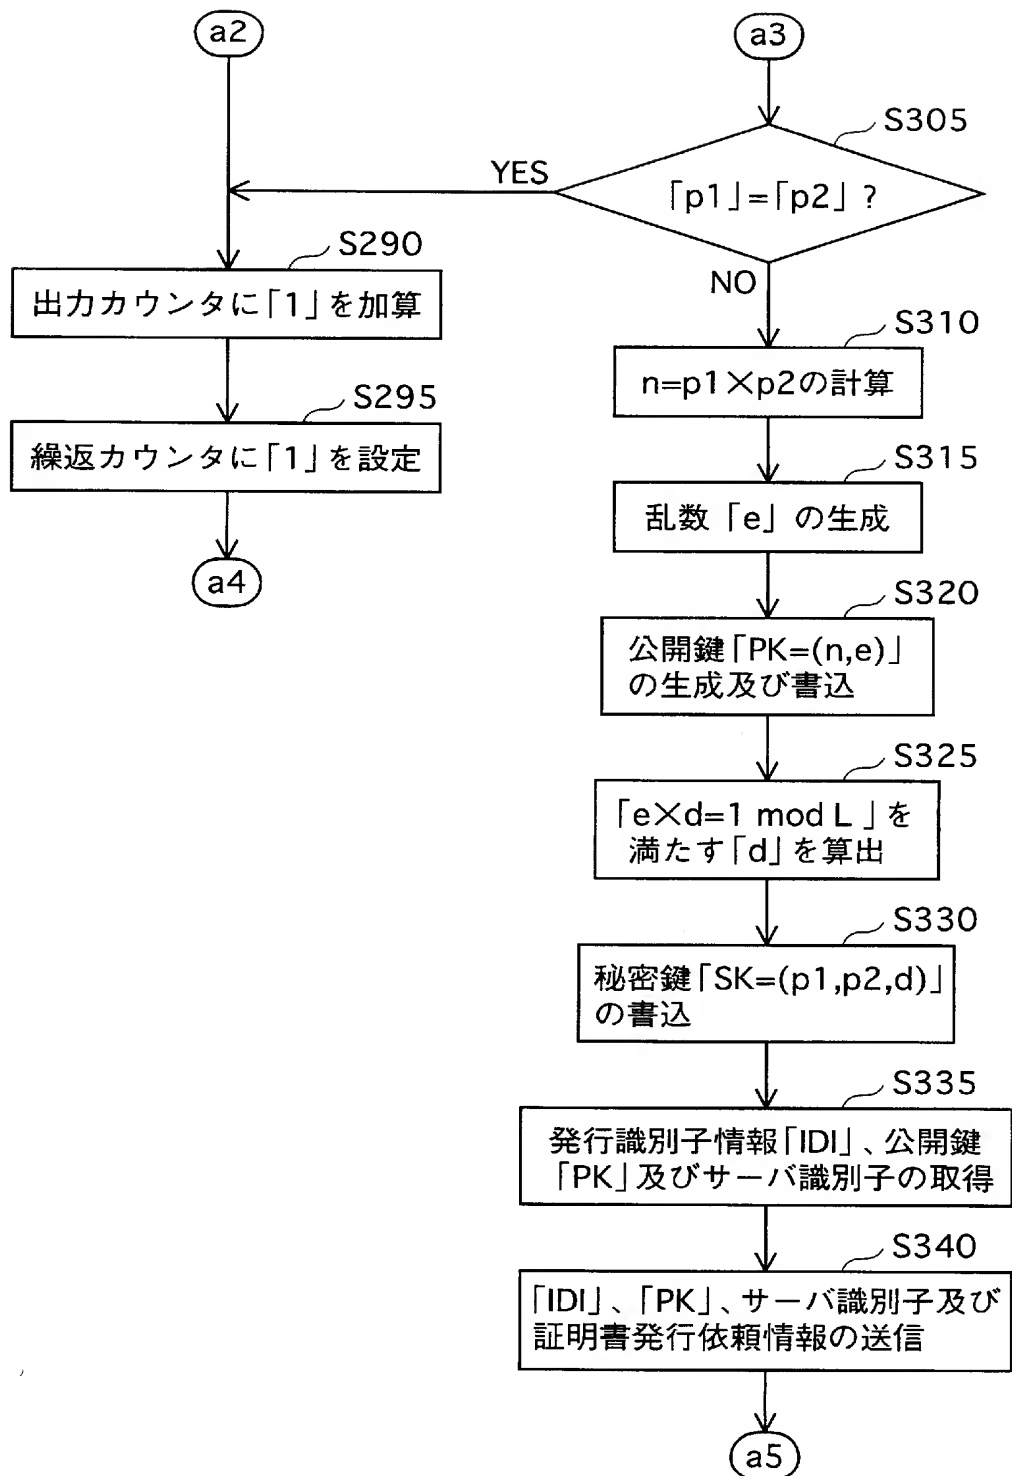 a2
a3
S305
YES
「p1」=「p2」?
S290
NO
出力カウンタに「1」を加算
S310
n=p1×p2の計算
S295
繰返カウンタに「1」を設定
S315
乱数「e」の生成
a4
S320
公開鍵「PK=(n,e)」
の生成及び書込
S325
「e×d=1 mod L」を
満たす「d」を算出
S330
秘密鍵「SK=(p1,p2,d)」
の書込
S335
発行識別子情報「IDI」、公開鍵
「PK」及びサーバ識別子の取得
S340
「IDI」、「PK」、サーバ識別子及び
証明書発行依頼情報の送信
a5